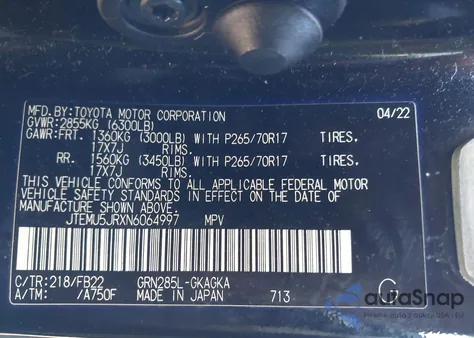 MFD.BY:TOYOTA MOTOR CORPORATION 04/22
GVWR:2855KG (6300LB)
GAWR:FRT. 1360KG (3000LB) WITH P265/70R17 TIRES,
17X7J RIMS,
RR. 1560KG (3450LB) WITH P265/70R17 TIRES,
17X7J RIMS.
THIS VEHICLE CONFORMS TO ALL APPLICABLE FEDERAL MOTOR
VEHICLE SAFETY STANDARDS IN EFFECT ON THE DATE OF
MANUFACTURE SHOWN ABOVE.
JTEMU5JRXN6064997 MPV
C/TR:218/FB22 GRN285L-GKAGKA
A/TM: /A750F MADE IN JAPAN 713
G
autoSnap